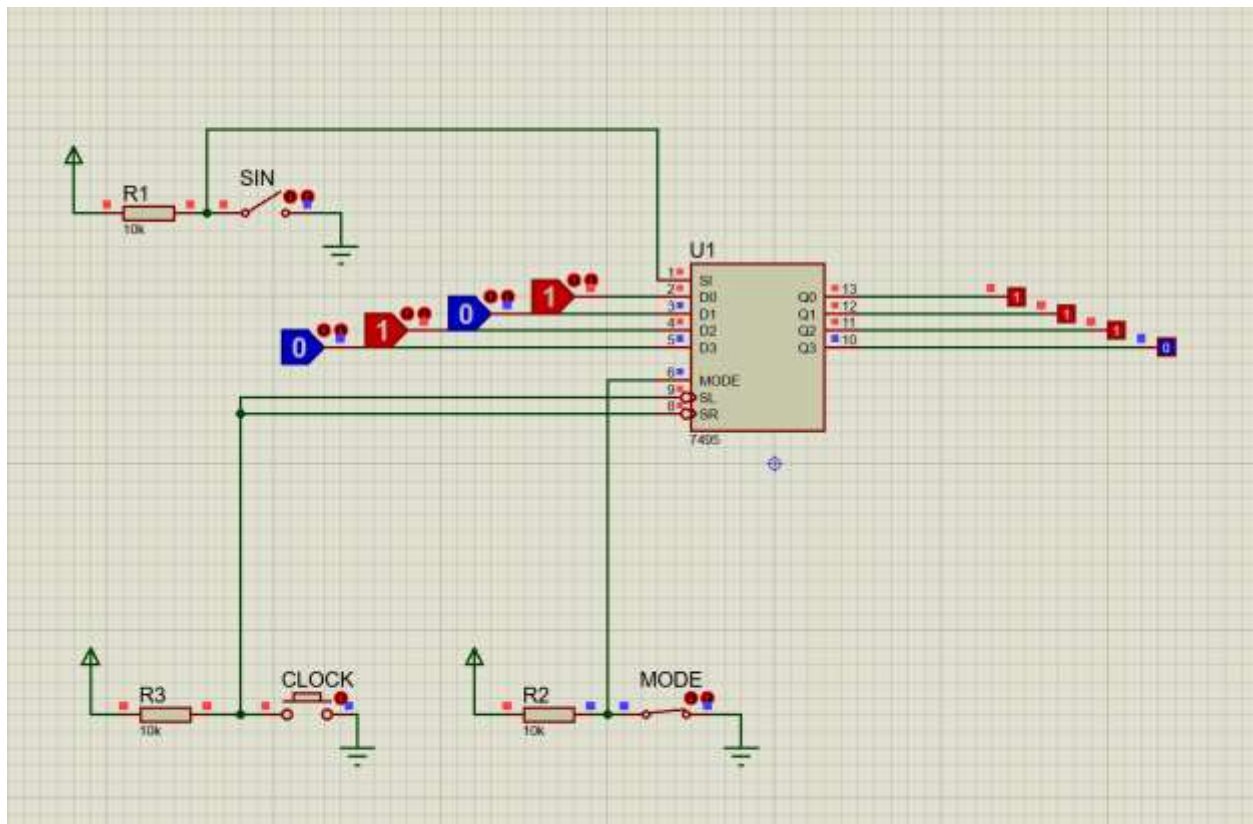 SIN
R1
10k
U1
1 SI
1 2 D0 Q0 13 1
0 3 D1 Q1 12 1
1 4 D2 Q2 11 1
0 5 D3 Q3 10 0
6 MODE
9 SL
8 SR
7495
CLOCK
MODE
R3
R2
10k
10k